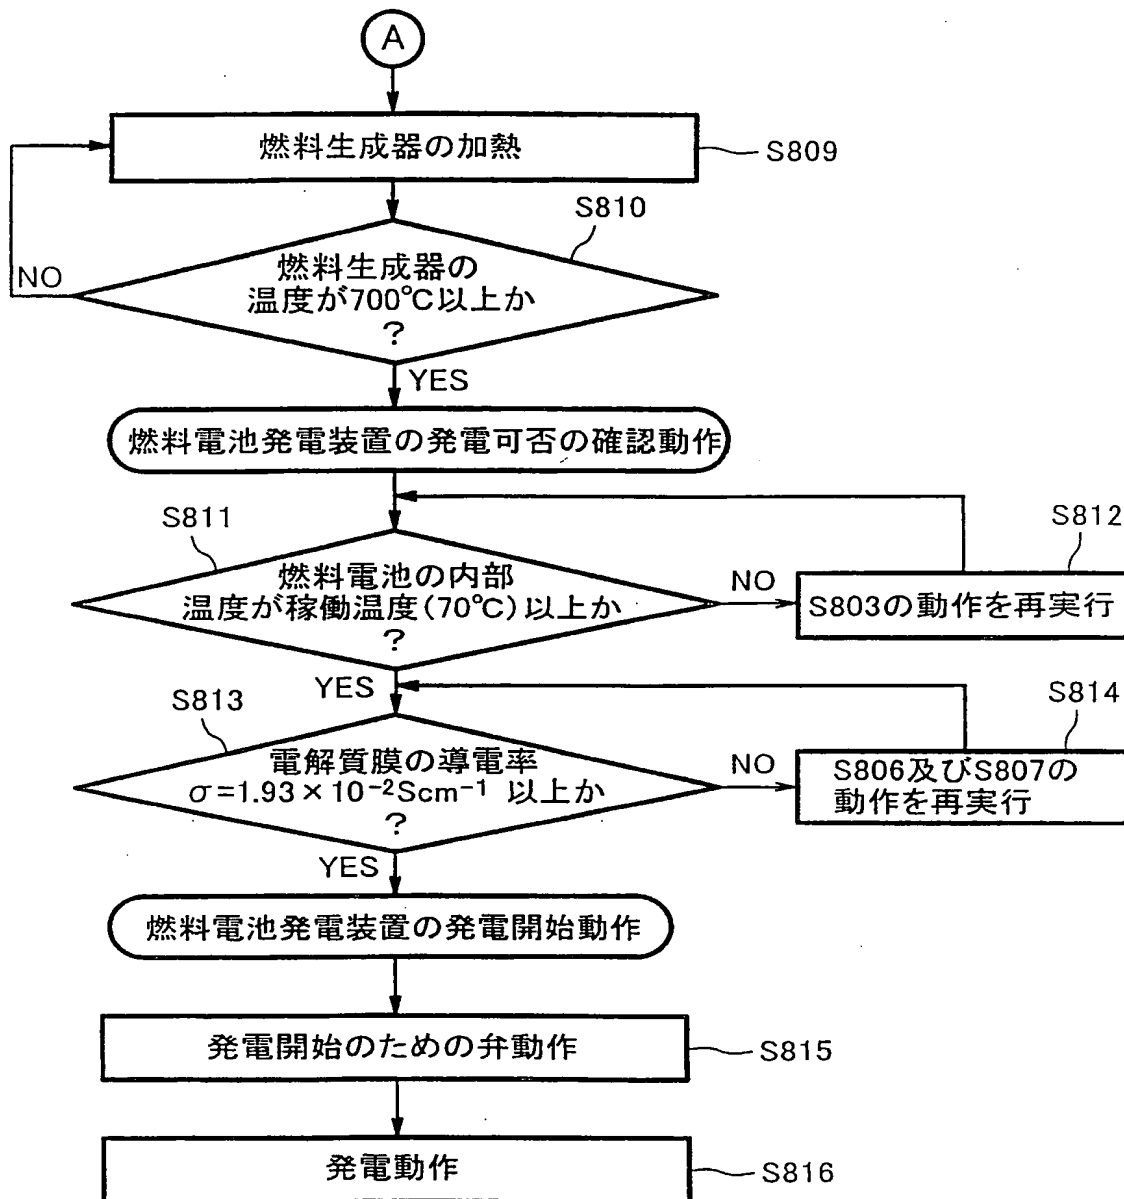 A
燃料生成器の加熱
S809
S810
燃料生成器の
温度が700℃以上か
?
NO
YES
燃料電池発電装置の発電可否の確認動作
S811
S812
燃料電池の内部
温度が稼働温度(70℃)以上か
?
NO
S803の動作を再実行
YES
S813
S814
電解質膜の導電率
σ=1.93×10⁻²Scm⁻¹ 以上か
?
NO
S806及びS807の
動作を再実行
YES
燃料電池発電装置の発電開始動作
発電開始のための弁動作
S815
発電動作
S816